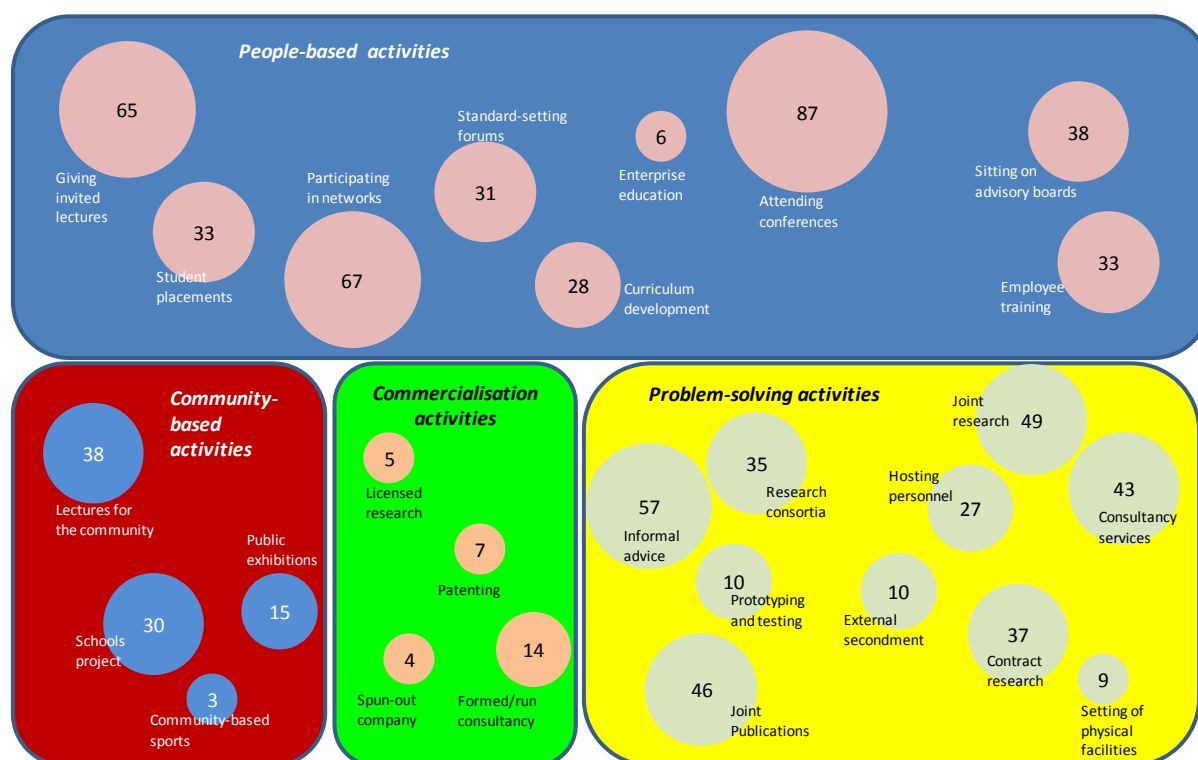 People-based activities
65
Giving
invited
lectures
33
Student
placements
Participating
in networks
67
Standard-setting
forums
31
28
Curriculum
development
6
Enterprise
education
87
Attending
conferences
38
Sitting on
advisory boards
33
Employee
training
Community-
based
activities
38
Lectures for
the community
Public
exhibitions
15
30
Schools
project
3
Community-based
sports
Commercialisation
activities
5
Licensed
research
7
Patenting
4
Spun-out
company
14
Formed/run
consultancy
Problem-solving activities
57
Informal
advice
35
Research
consortia
10
Prototyping
and testing
46
Joint
Publications
Joint
research
49
Hosting
personnel
27
43
Consultancy
services
10
External
secondment
37
Contract
research
9
Setting of
physical
facilities